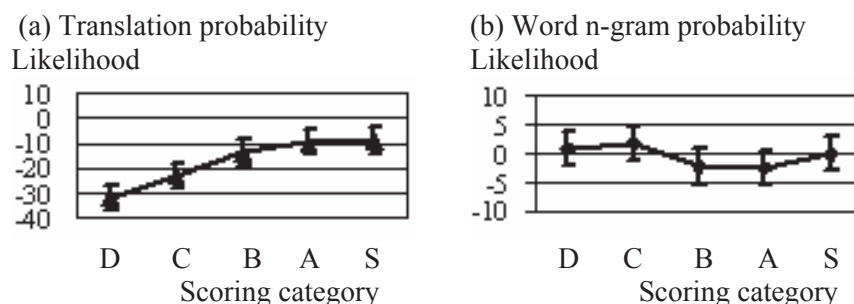 (a) Translation probability
Likelihood
10
0
-10
-20
-30
-40
D C B A S
Scoring category
(b) Word n-gram probability
Likelihood
10
5
0
-5
-10
D C B A S
Scoring category